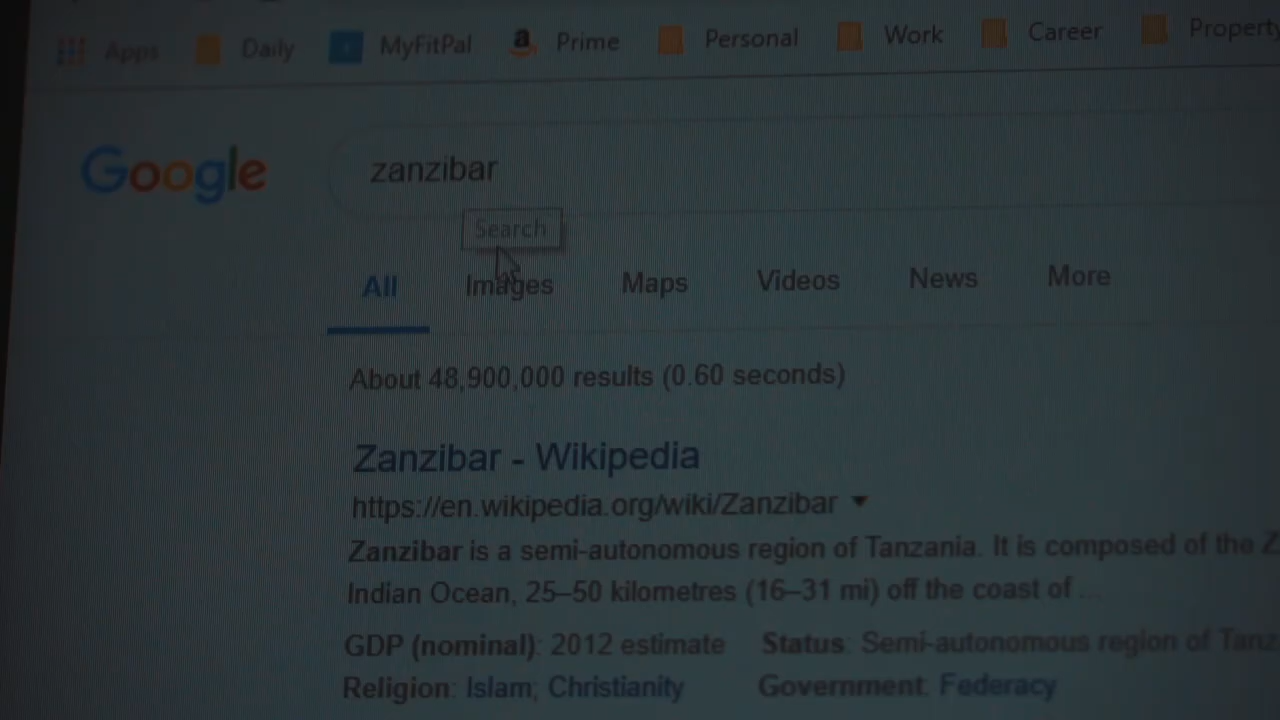 Apps Daily MyFitPal Prime Personal Work Career Property
Google zanzibar
Search
All Images Maps Videos News More
About 48,900,000 results (0.60 seconds)
Zanzibar - Wikipedia
https://en.wikipedia.org/wiki/Zanzibar
Zanzibar is a semi-autonomous region of Tanzania. It is composed of the Z
Indian Ocean, 25–50 kilometres (16–31 mi) off the coast of ...
GDP (nominal): 2012 estimate Status: Semi-autonomous region of Tanz
Religion: Islam; Christianity Government: Federacy